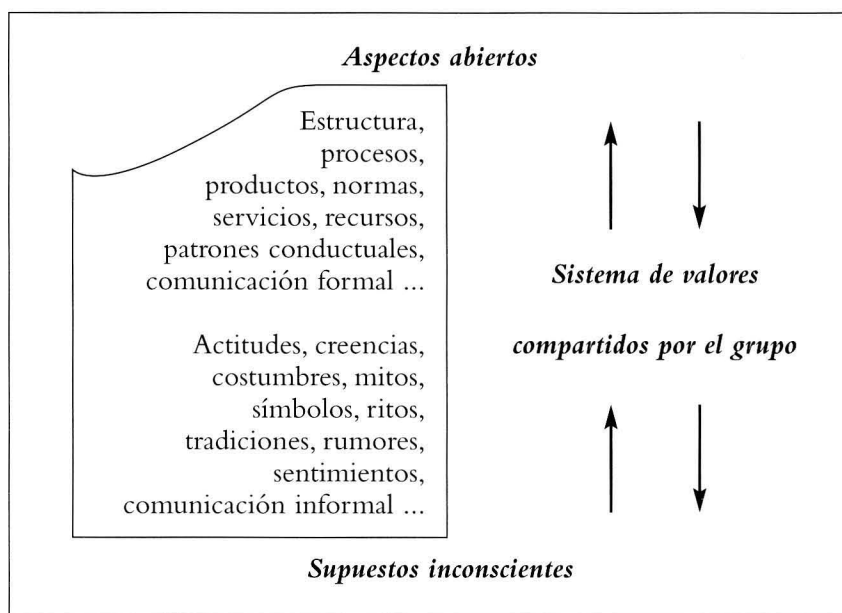 Aspectos abiertos
Estructura,
procesos,
productos, normas,
servicios, recursos,
patrones conductuales,
comunicación formal ...
Actitudes, creencias,
costumbres, mitos,
símbolos, ritos,
tradiciones, rumores,
sentimientos,
comunicación informal ...
Sistema de valores
compartidos por el grupo
Supuestos inconscientes